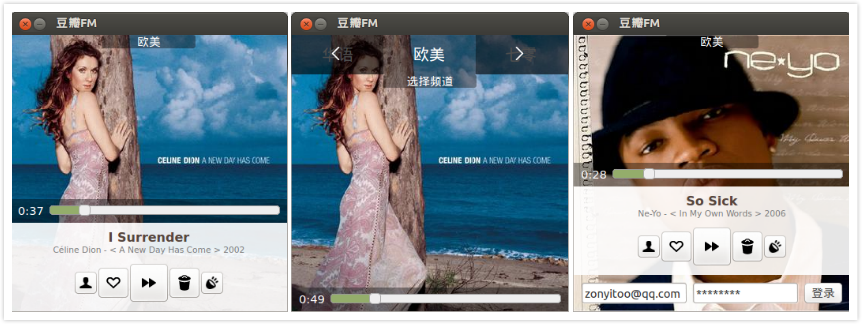 豆瓣FM
欧美
CELINE DION A NEW DAY HAS COME
0:37
I Surrender
Céline Dion - < A New Day Has Come > 2002
豆瓣FM
欧美
选择频道
CELINE DION A NEW DAY HAS COME
0:49
豆瓣FM
欧美
ne★yo
0:28
So Sick
Ne-Yo - < In My Own Words > 2006
zonyitoo@qq.com
********
登录